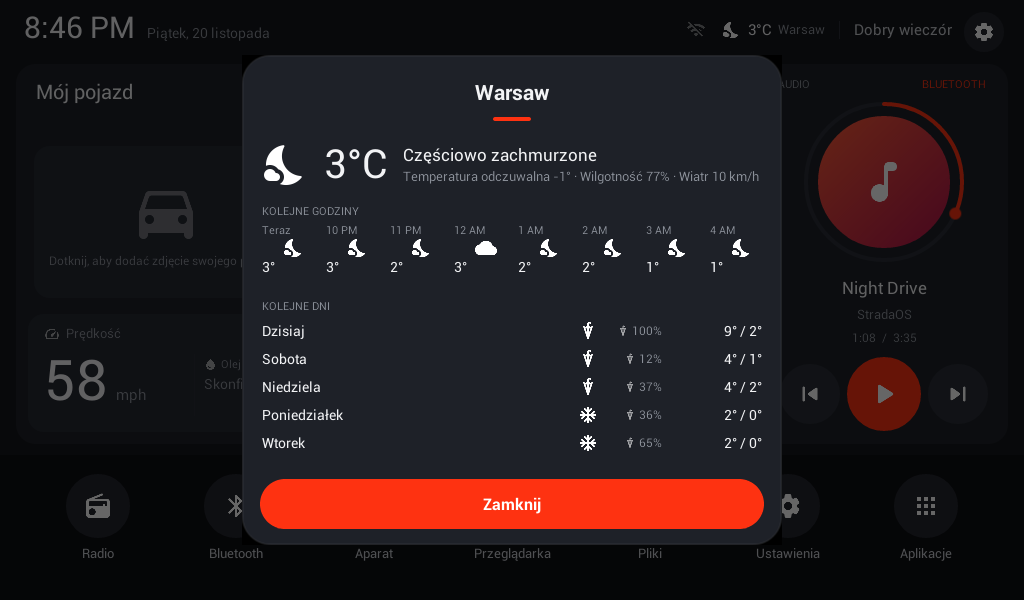 8:46 PM Piątek, 20 listopada
3°C Warsaw Dobry wieczór
Mój pojazd
Dotknij, aby dodać zdjęcie swojego
Prędkość
58 mph
Olej
AUDIO BLUETOOTH
Night Drive
StradaOS
1:08 / 3:35
Warsaw
3°C Częściowo zachmurzone
Temperatura odczuwalna -1° · Wilgotność 77% · Wiatr 10 km/h
KOLEJNE GODZINY
Teraz 10 PM 11 PM 12 AM 1 AM 2 AM 3 AM 4 AM
3° 3° 2° 3° 2° 2° 1° 1°
KOLEJNE DNI
Dzisiaj 100% 9° / 2°
Sobota 12% 4° / 1°
Niedziela 37% 4° / 2°
Poniedziałek 36% 2° / 0°
Wtorek 65% 2° / 0°
Zamknij
Radio Bluetooth Aparat Przeglądarka Pliki Ustawienia Aplikacje